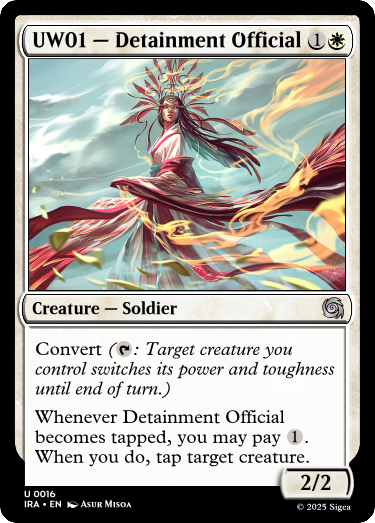 UW01 — Detainment Official 1
Creature — Soldier
Convert (: Target creature you
control switches its power and toughness
until end of turn.)
Whenever Detainment Official
becomes tapped, you may pay 1.
When you do, tap target creature.
2/2
U 0016
IRA • EN Asur Misoa
© 2025 Sigea